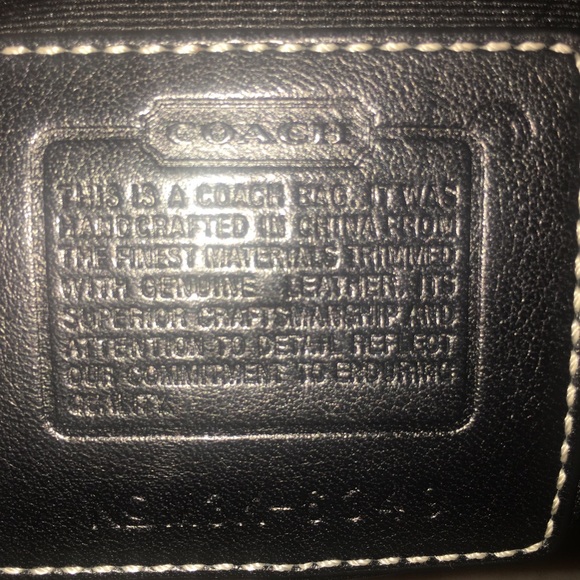 COACH
THIS IS A COACH BAG. IT WAS
HANDCRAFTED IN CHINA FROM
THE FINEST MATERIALS TRIMMED
WITH GENUINE LEATHER. ITS
SUPERIOR CRAFTSMANSHIP AND
ATTENTION TO DETAIL REFLECT
OUR COMMITMENT TO ENDURING
QUALITY.